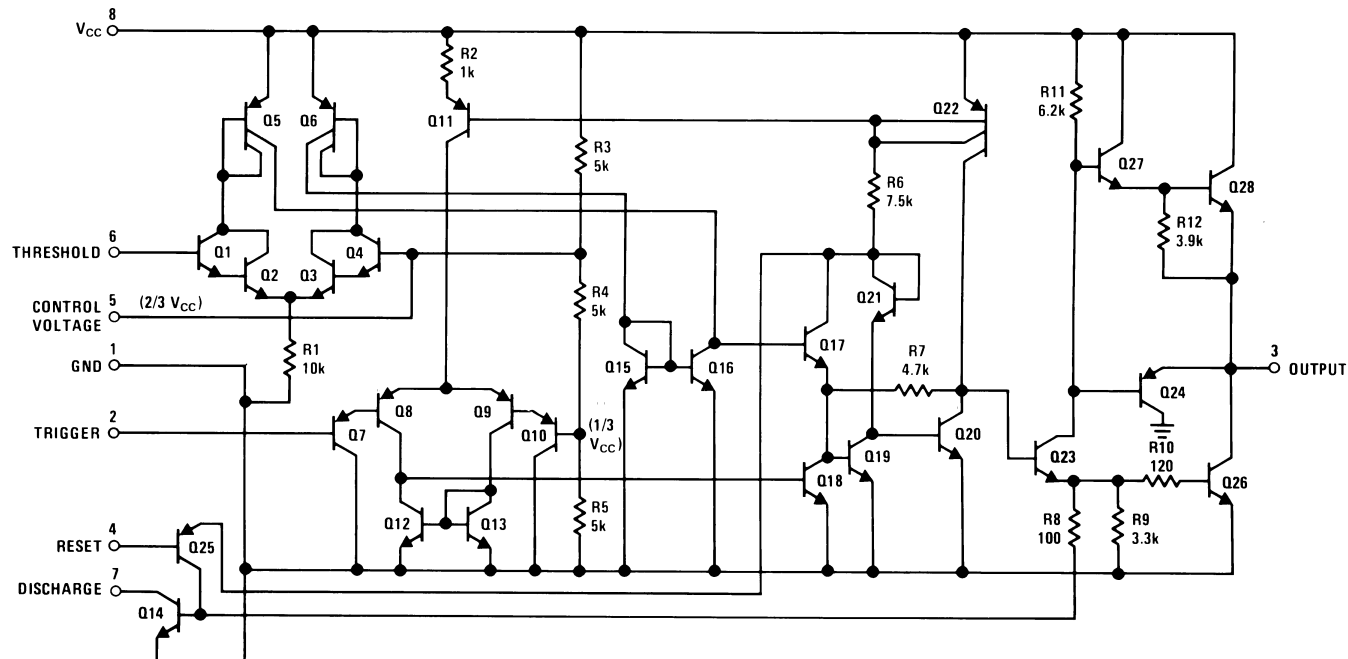 8
VCC
R2
1k
Q5
Q6
Q11
R3
5k
Q22
R11
6.2k
Q27
Q28
R6
7.5k
R12
3.9k
6
THRESHOLD
Q1
Q2
Q3
Q4
5
CONTROL
VOLTAGE
(2/3 VCC)
R4
5k
Q21
1
GND
R1
10k
Q15
Q16
Q17
R7
4.7k
3
OUTPUT
Q24
2
TRIGGER
Q7
Q8
Q9
Q10
(1/3
VCC)
Q18
Q19
Q20
Q23
R10
120
Q26
Q12
Q13
R5
5k
R8
100
R9
3.3k
4
RESET
Q25
7
DISCHARGE
Q14